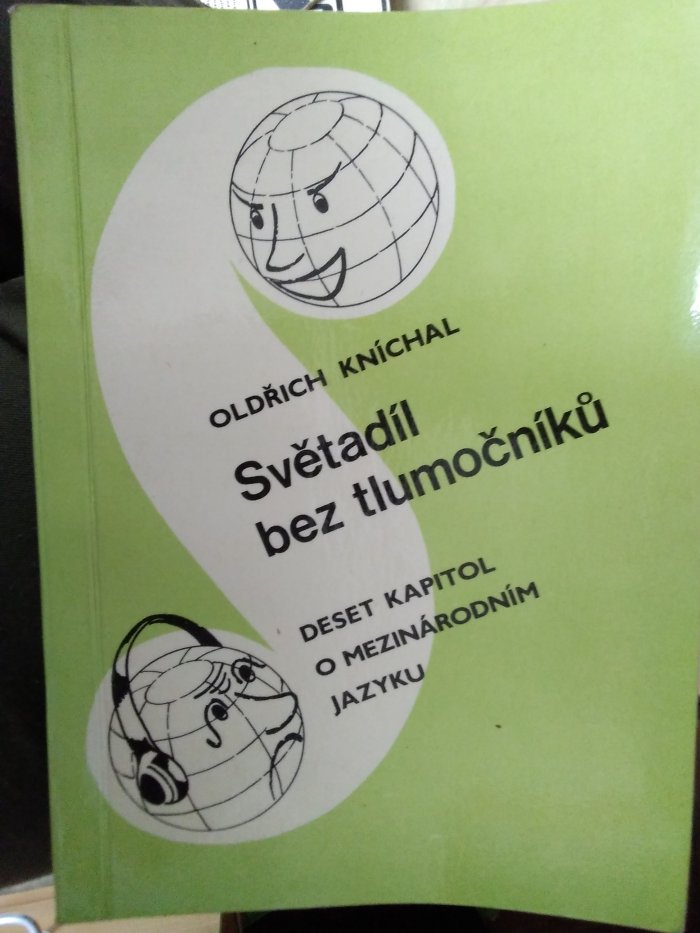 OLDŘICH KNÍCHAL
Světadíl
bez tlumočníků
DESET KAPITOL
O MEZINÁRODNÍM
JAZYKU